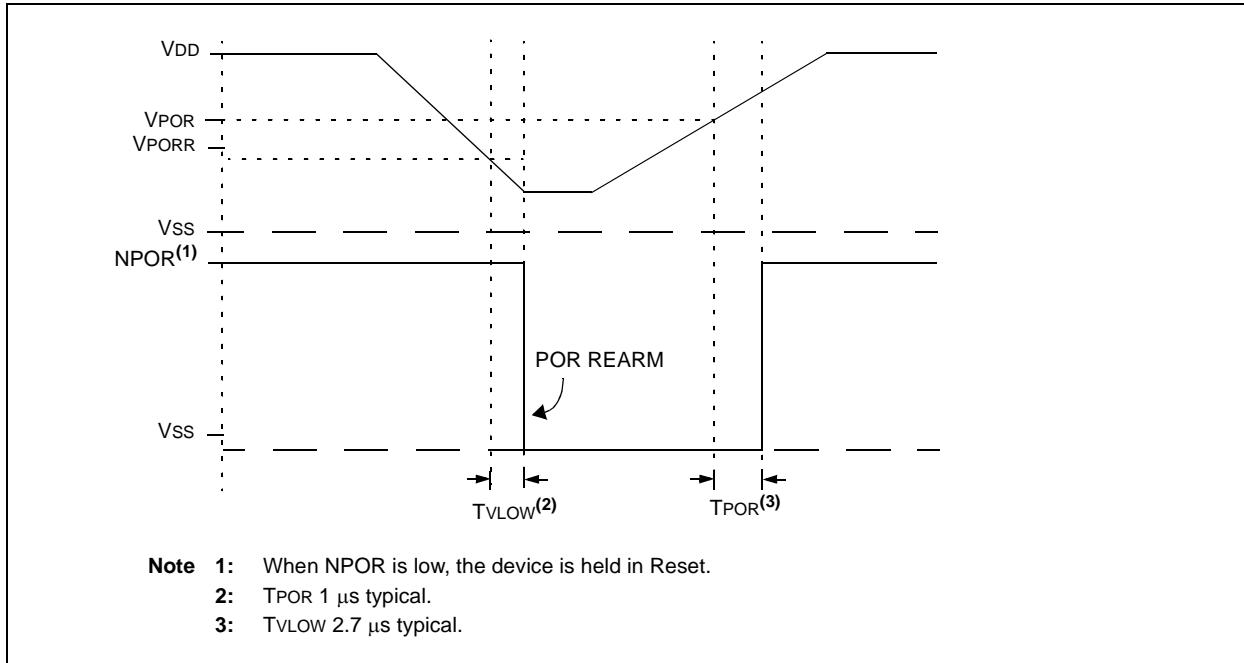 VDD
VPOR
VPORR
VSS
NPOR(1)
POR REARM
VSS
TVLOW(2)
TPOR(3)
Note 1: When NPOR is low, the device is held in Reset.
2: TPOR 1 μs typical.
3: TVLOW 2.7 μs typical.